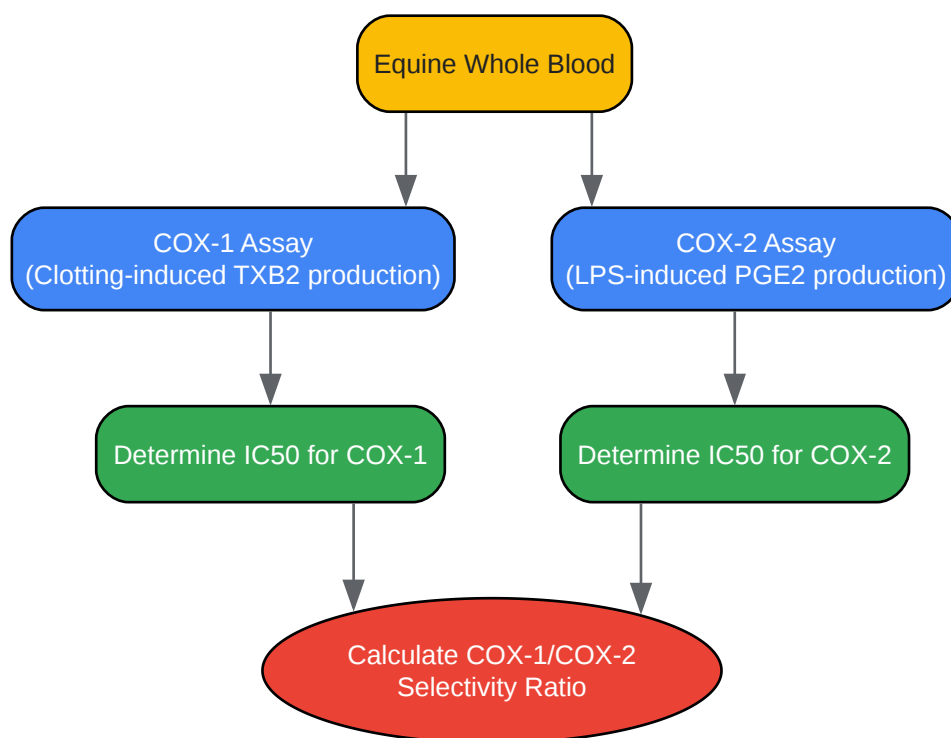 Equine Whole Blood
COX-1 Assay
(Clotting-induced TXB2 production)
COX-2 Assay
(LPS-induced PGE2 production)
Determine IC50 for COX-1
Determine IC50 for COX-2
Calculate COX-1/COX-2
Selectivity Ratio